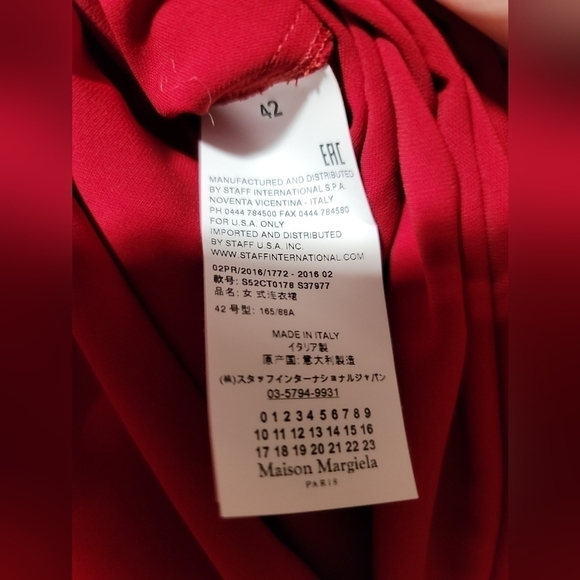 42
EAC
MANUFACTURED AND DISTRIBUTED
BY STAFF INTERNATIONAL S.P.A.
NOVENTA VICENTINA - ITALY
PH 0444 784500 FAX 0444 784580
FOR U.S.A. ONLY
IMPORTED AND DISTRIBUTED
BY STAFF U.S.A. INC.
WWW.STAFFINTERNATIONAL.COM
02PR/2016/1772 - 2016 02
款号: S52CT0178 S37977
品名: 女式连衣裙
42 号型: 165/88A
MADE IN ITALY
イタリア製
原产国: 意大利製造
(株)スタッフインターナショナルジャパン
03-5794-9931
0 1 2 3 4 5 6 7 8 9
10 11 12 13 14 15 16
17 18 19 20 21 22 23
Maison Margiela
PARIS